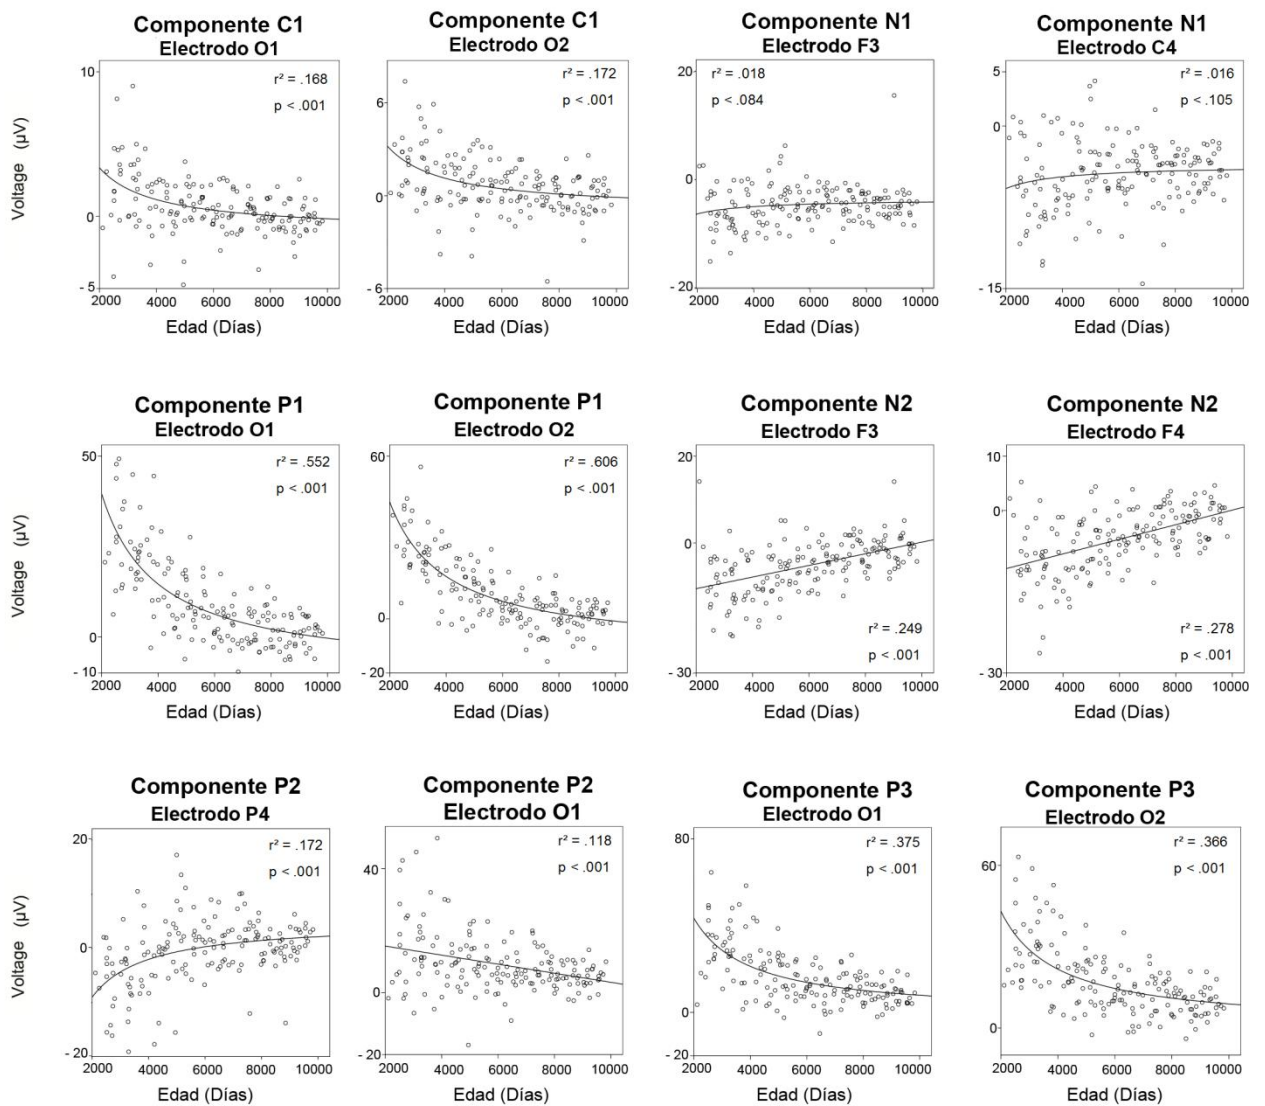 Componente C1
Electrodo O1
r² = .168
p < .001
10
0
- 5
2000 4000 6000 8000 10000
Edad (Días)
Voltage (µV)
Componente C1
Electrodo O2
r² = .172
p < .001
6
0
- 6
2000 4000 6000 8000 10000
Edad (Días)
Componente N1
Electrodo F3
r² = .018
p < .084
20
0
- 20
2000 4000 6000 8000 10000
Edad (Días)
Componente N1
Electrodo C4
r² = .016
p < .105
5
0
- 15
2000 4000 6000 8000 10000
Edad (Días)
Componente P1
Electrodo O1
r² = .552
p < .001
50
0
- 10
2000 4000 6000 8000 10000
Edad (Días)
Voltage (µV)
Componente P1
Electrodo O2
r² = .606
p < .001
60
0
- 20
2000 4000 6000 8000 10000
Edad (Días)
Componente N2
Electrodo F3
20
0
- 30
r² = .249
p < .001
2000 4000 6000 8000 10000
Edad (Días)
Componente N2
Electrodo F4
10
0
- 30
r² = .278
p < .001
2000 4000 6000 8000 10000
Edad (Días)
Componente P2
Electrodo P4
r² = .172
p < .001
20
0
- 20
2000 4000 6000 8000 10000
Edad (Días)
Voltage (µV)
Componente P2
Electrodo O1
r² = .118
p < .001
40
0
- 20
2000 4000 6000 8000 10000
Edad (Días)
Componente P3
Electrodo O1
r² = .375
p < .001
80
0
- 20
2000 4000 6000 8000 10000
Edad (Días)
Componente P3
Electrodo O2
r² = .366
p < .001
60
0
2000 4000 6000 8000 10000
Edad (Días)